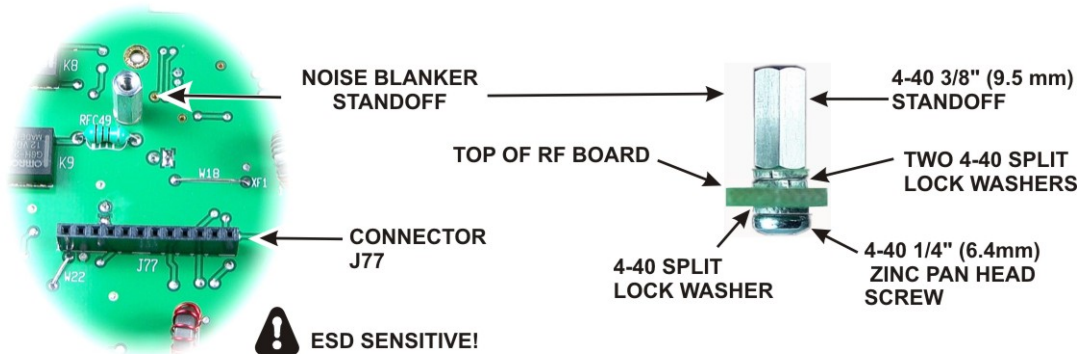 K8
RFC49
K9
W18
XF1
W22
J77
NOISE BLANKER
STANDOFF
CONNECTOR
J77
ESD SENSITIVE!
TOP OF RF BOARD
4-40 SPLIT
LOCK WASHER
4-40 3/8" (9.5 mm)
STANDOFF
TWO 4-40 SPLIT
LOCK WASHERS
4-40 1/4" (6.4mm)
ZINC PAN HEAD
SCREW